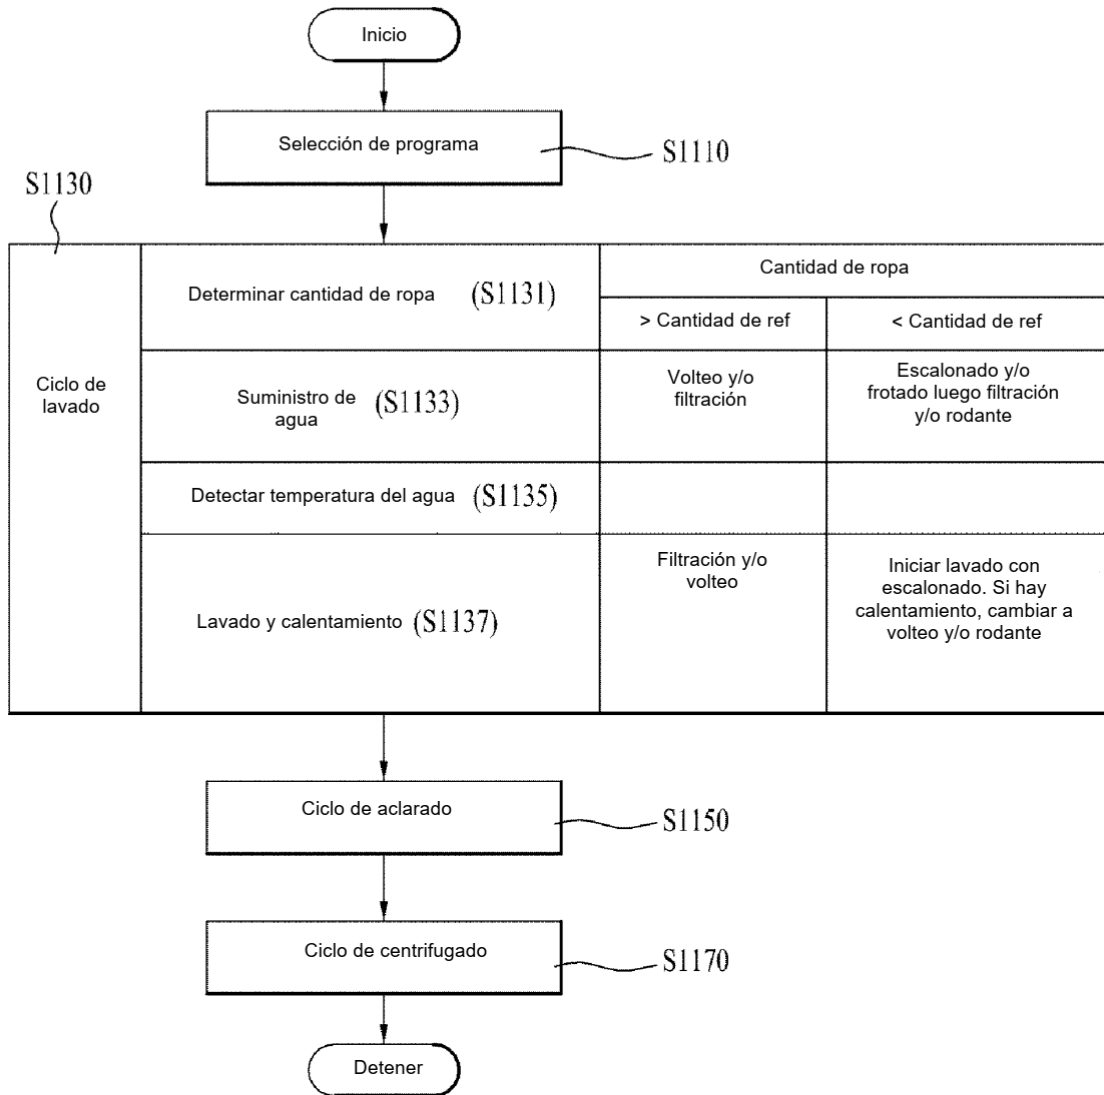 Inicio
Selección de programa
S1110
S1130
Ciclo de
lavado
Determinar cantidad de ropa (S1131)
Cantidad de ropa
> Cantidad de ref
< Cantidad de ref
Suministro de
agua
(S1133)
Volteo y/o
filtración
Escalonado y/o
frotado luego filtración
y/o rodante
Detectar temperatura del agua (S1135)
Lavado y calentamiento (S1137)
Filtración y/o
volteo
Iniciar lavado con
escalonado. Si hay
calentamiento, cambiar a
volteo y/o rodante
Ciclo de aclarado
S1150
Ciclo de centrifugado
S1170
Detener